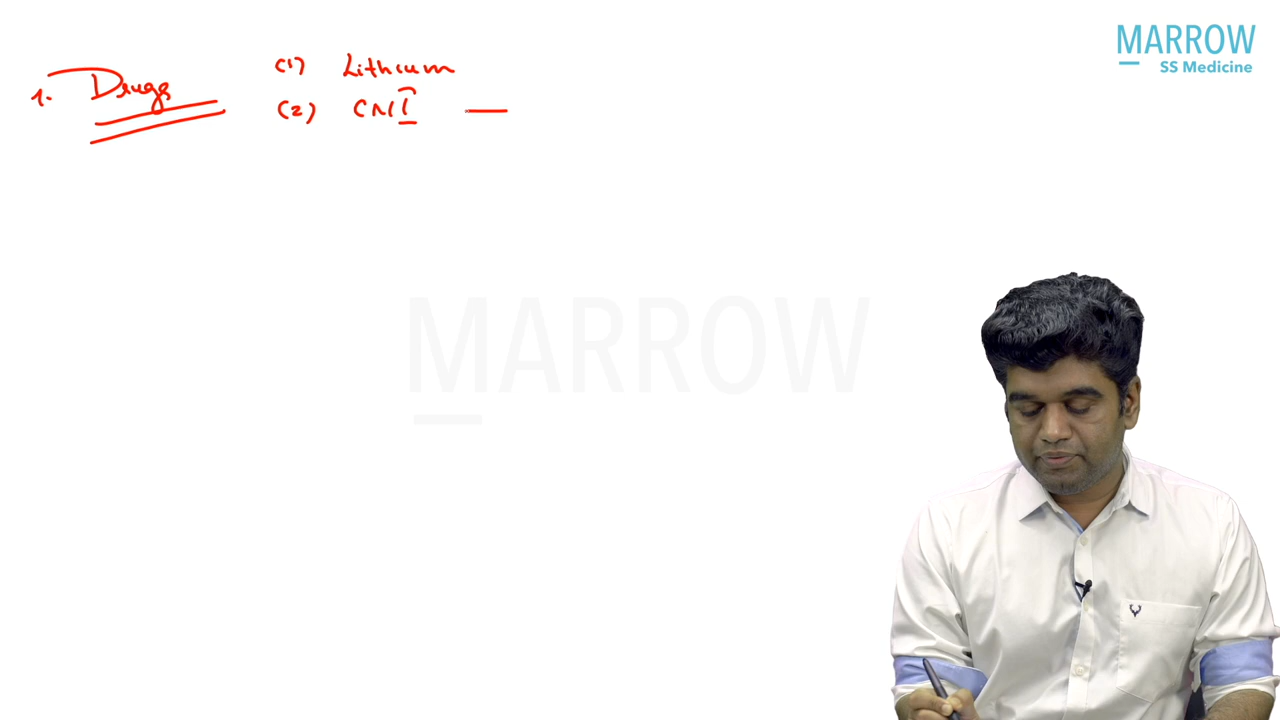 MARROW
SS Medicine
1. Drugs
(1) Lithium
(2) CNI —
MARROW